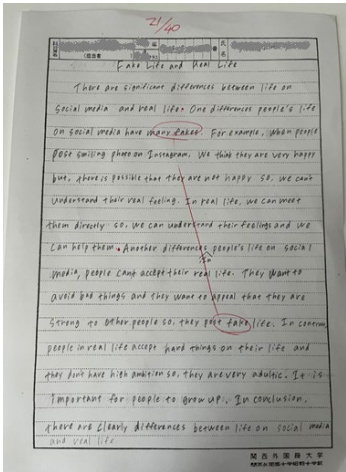 21/40
Fake Life and Real Life
There are significant differences between life on
social media and real life. One differences people's life
on social media have many fakes. For example, when people
post smiling photo on Instagram, we think they are very happy
but, there is possible that they are not happy so, we can't
understand their real feeling. In real life, we can meet
them directly so, we can understand their feelings and we
can help them. Another differences people's life on social
media, people can't accept their real life. They want to
avoid bad things and they want to appeal that they are
strong to other people so, they post fake life. In contrast,
people in real life accept hard things on their life and
they don't have high ambition so, they are very adultic. It is
important for people to grow up. In conclusion,
there are clearly differences between life on social media
and real life.
関西外国語大学